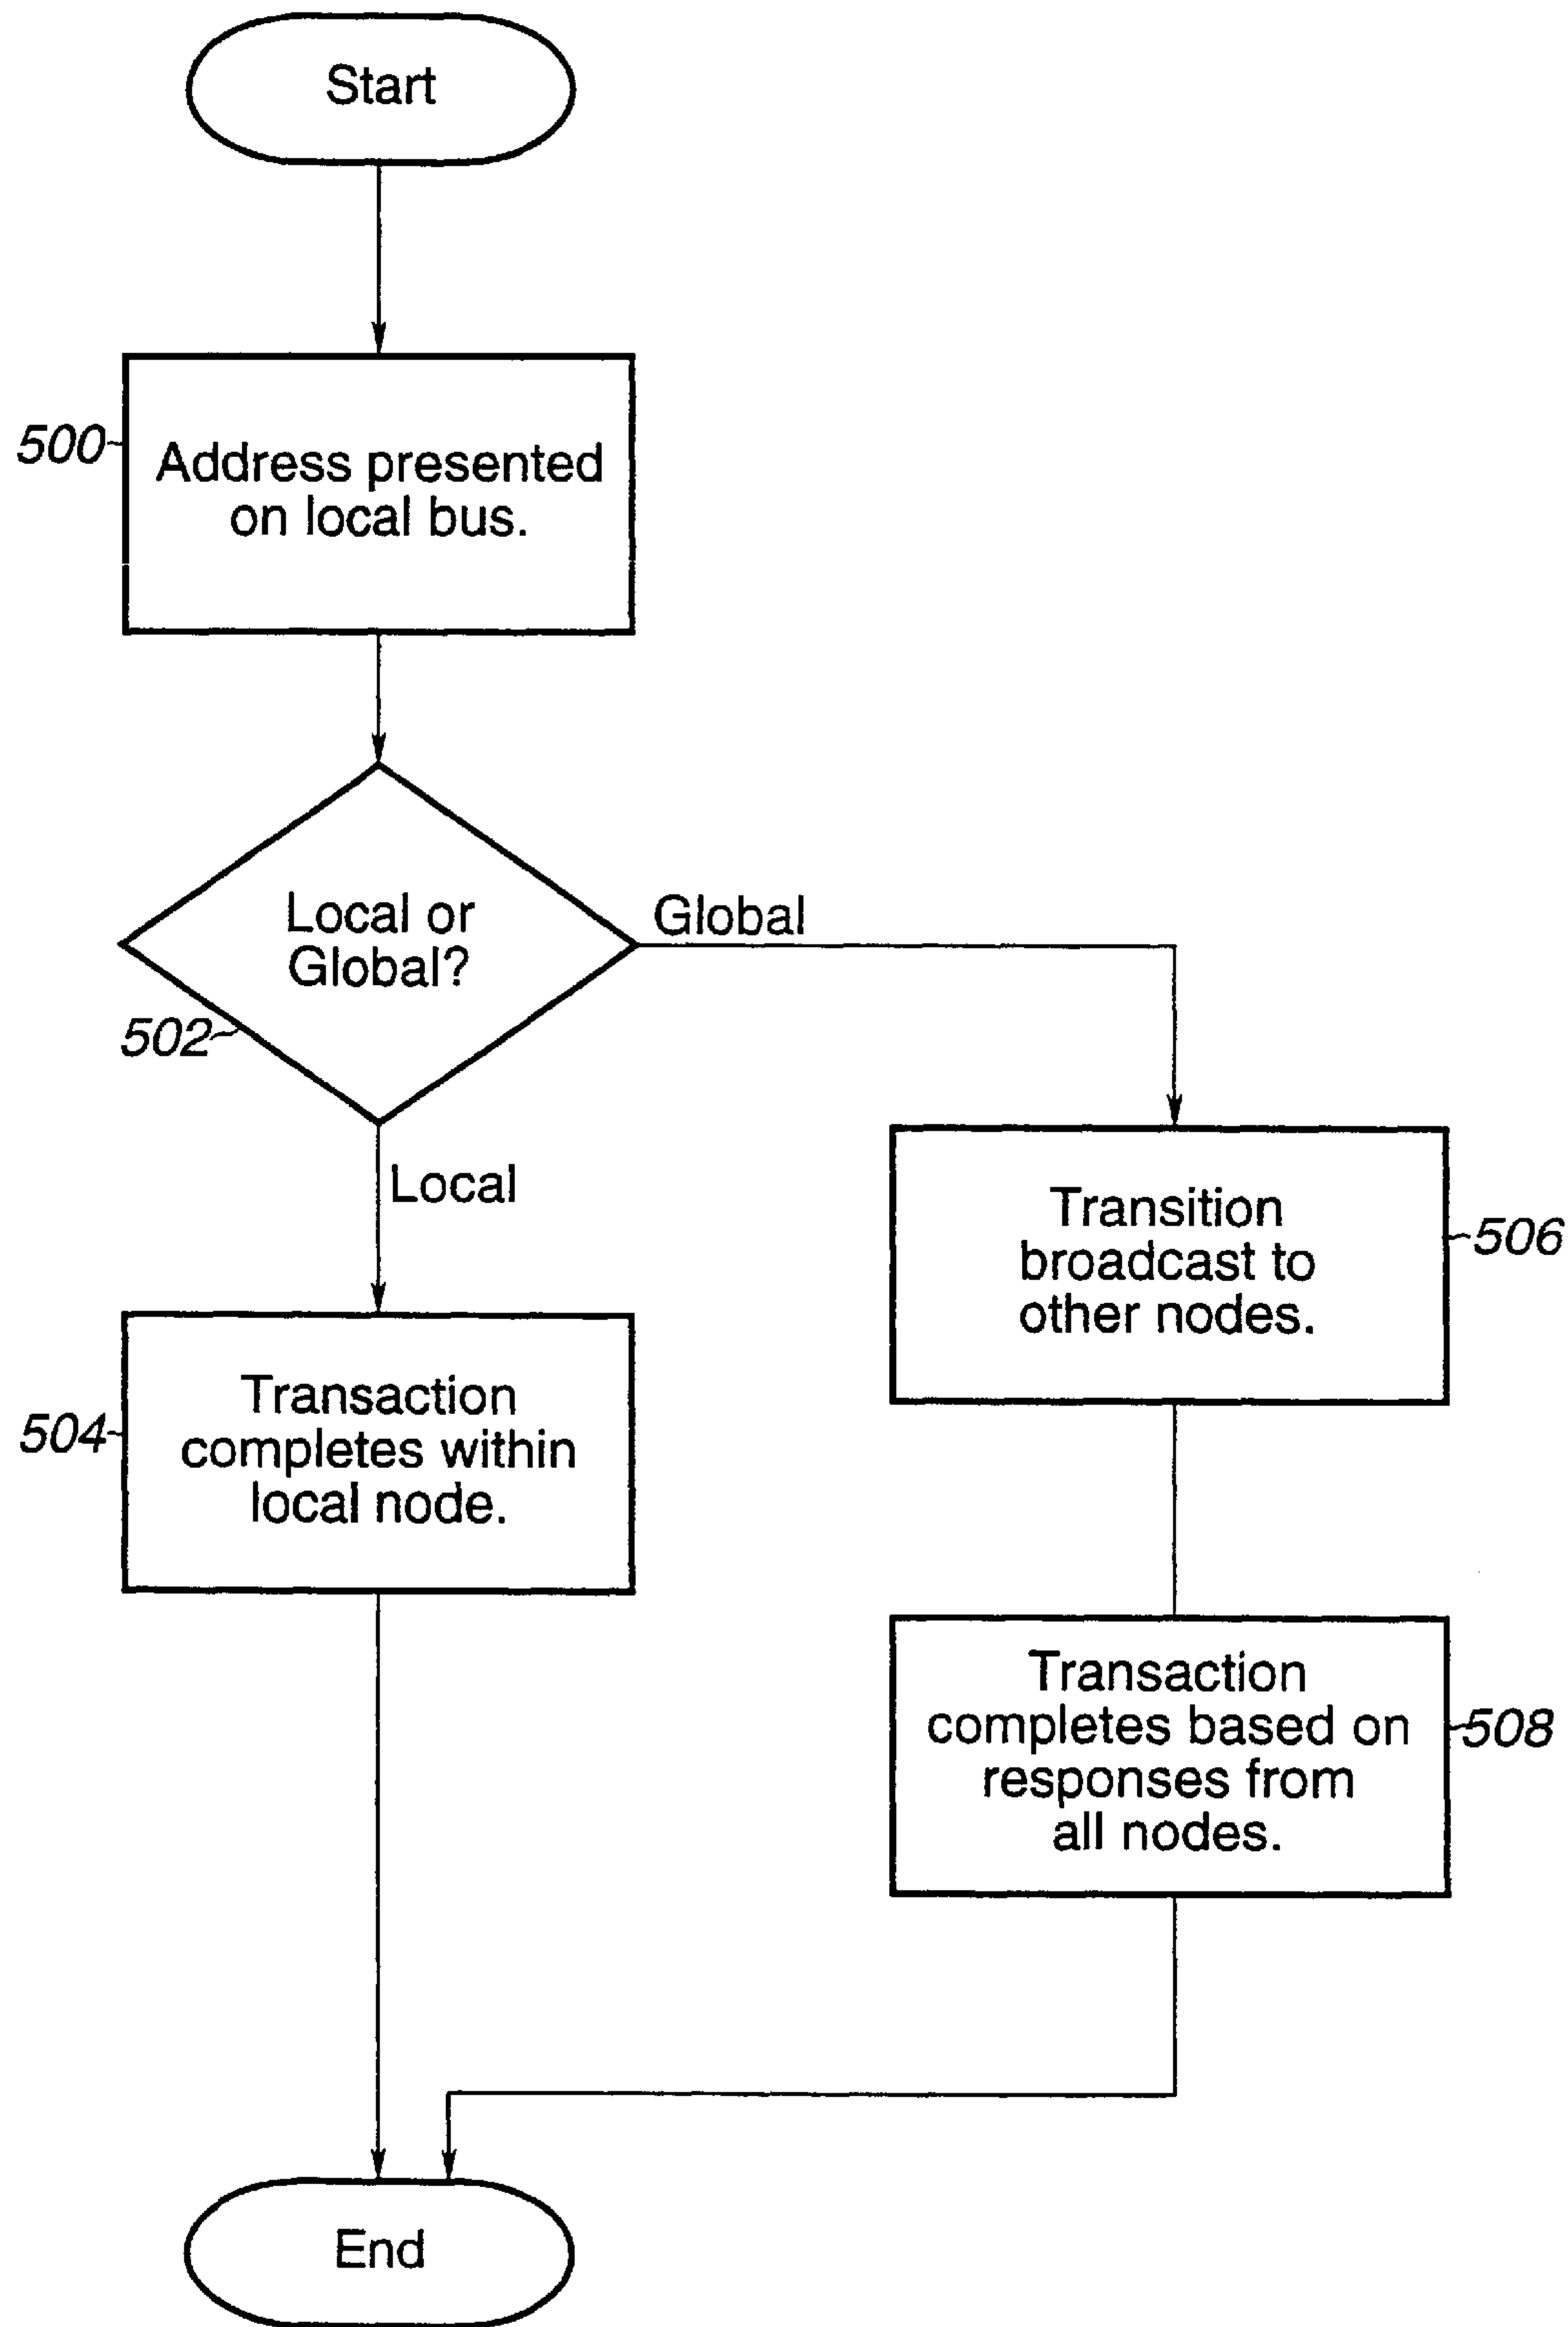 Start
500
Address presented
on local bus.
Local or
Global?
Global
502
Local
Transition
broadcast to
other nodes.
506
504
Transaction
completes within
local node.
Transaction
completes based on
responses from
all nodes.
508
End